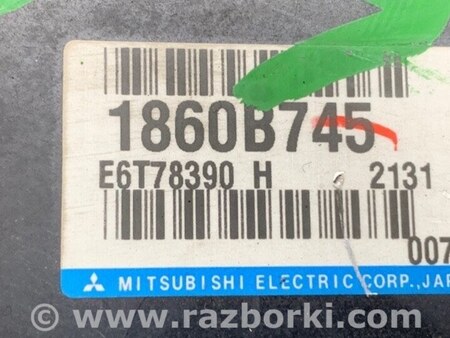 1860B745
E6T78390 H 2131
007
MITSUBISHI ELECTRIC CORP., JAP
© www.razborki.com